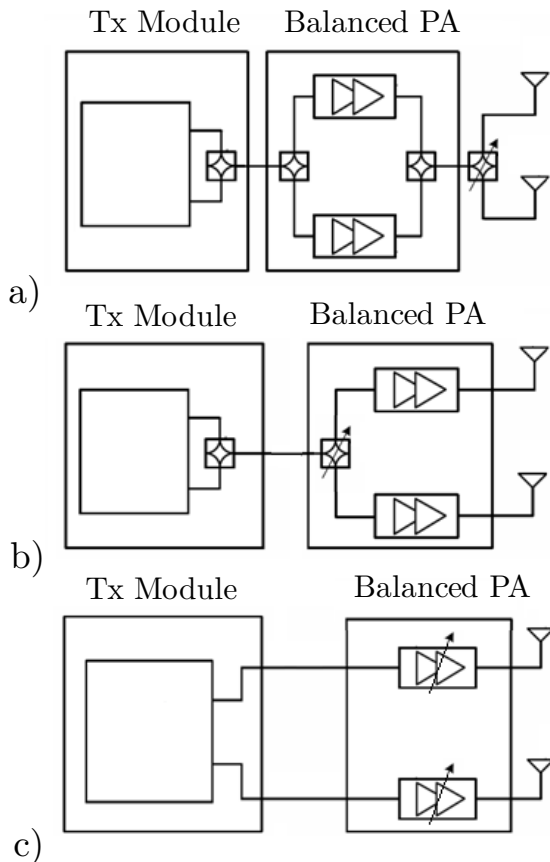 Tx Module Balanced PA
a)
Tx Module Balanced PA
b)
Tx Module Balanced PA
c)